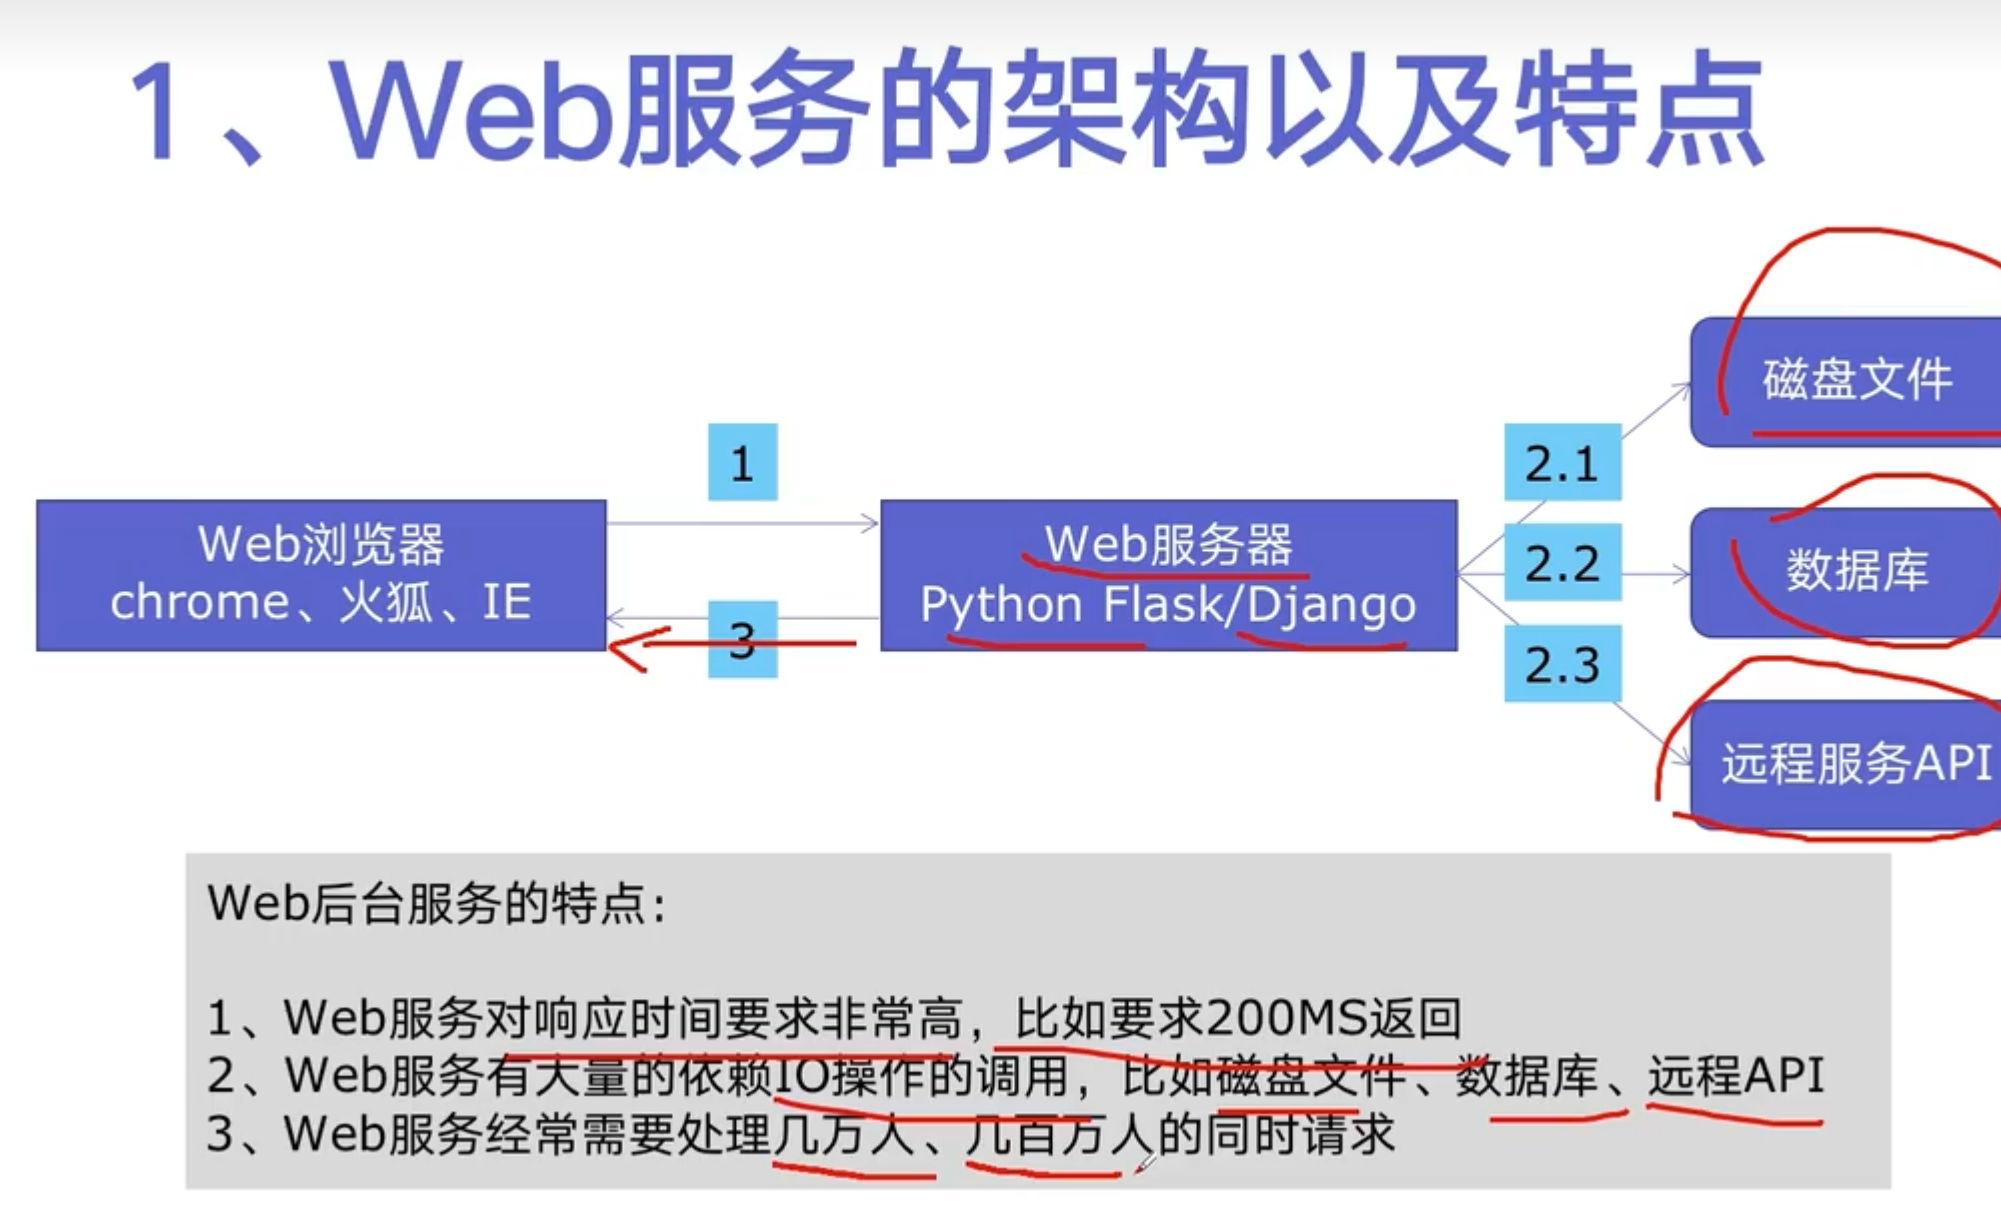 1、Web服务的架构以及特点
磁盘文件
1
2.1
Web浏览器
chrome、火狐、IE
Web服务器
Python Flask/Django
2.2
数据库
3
2.3
远程服务API
Web后台服务的特点:
1、Web服务对响应时间要求非常高，比如要求200MS返回
2、Web服务有大量的依赖IO操作的调用，比如磁盘文件、数据库、远程API
3、Web服务经常需要处理几万人、几百万人的同时请求